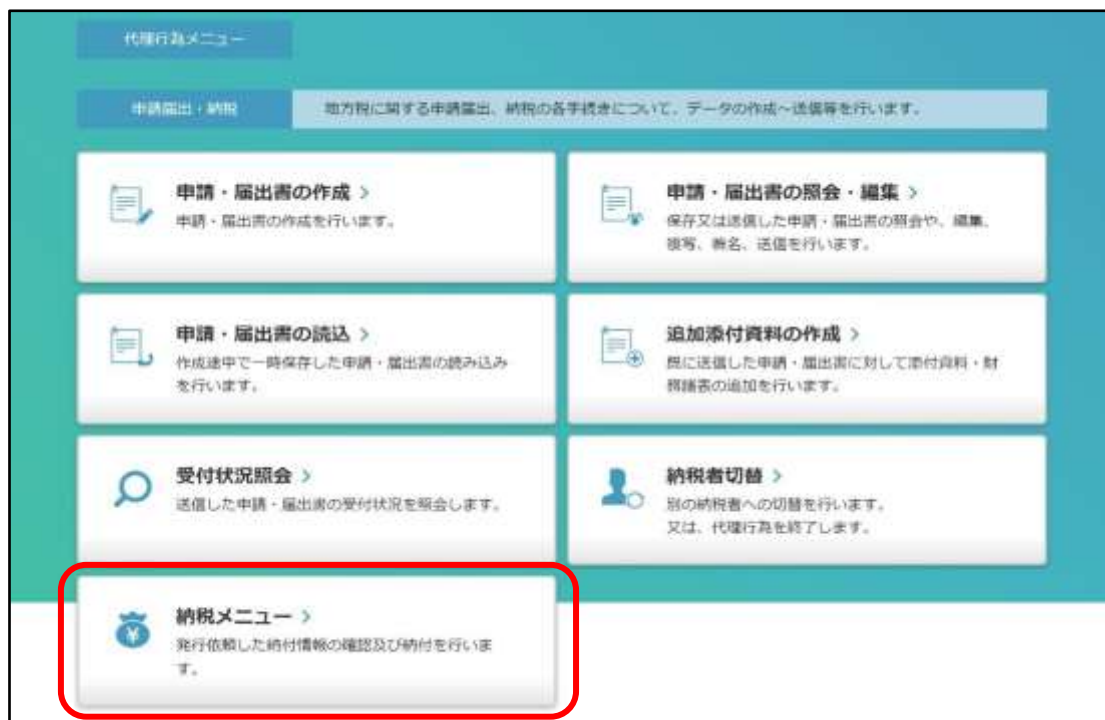 代理行為メニュー
申請届出・納税
地方税に関する申請届出、納税の各手続きについて、データの作成～送信等を行います。
申請・届出書の作成 >
申請・届出書の作成を行います。
申請・届出書の照会・編集 >
保存又は送信した申請・届出書の照会や、編集、
複写、署名、送信を行います。
申請・届出書の読込 >
作成途中で一時保存した申請・届出書の読み込み
を行います。
追加添付資料の作成 >
既に送信した申請・届出書に対して添付資料・財
務諸表の追加を行います。
受付状況照会 >
送信した申請・届出書の受付状況を照会します。
納税者切替 >
別の納税者への切替を行います。
又は、代理行為を終了します。
納税メニュー >
発行依頼した納付情報の確認及び納付を行いま
す。